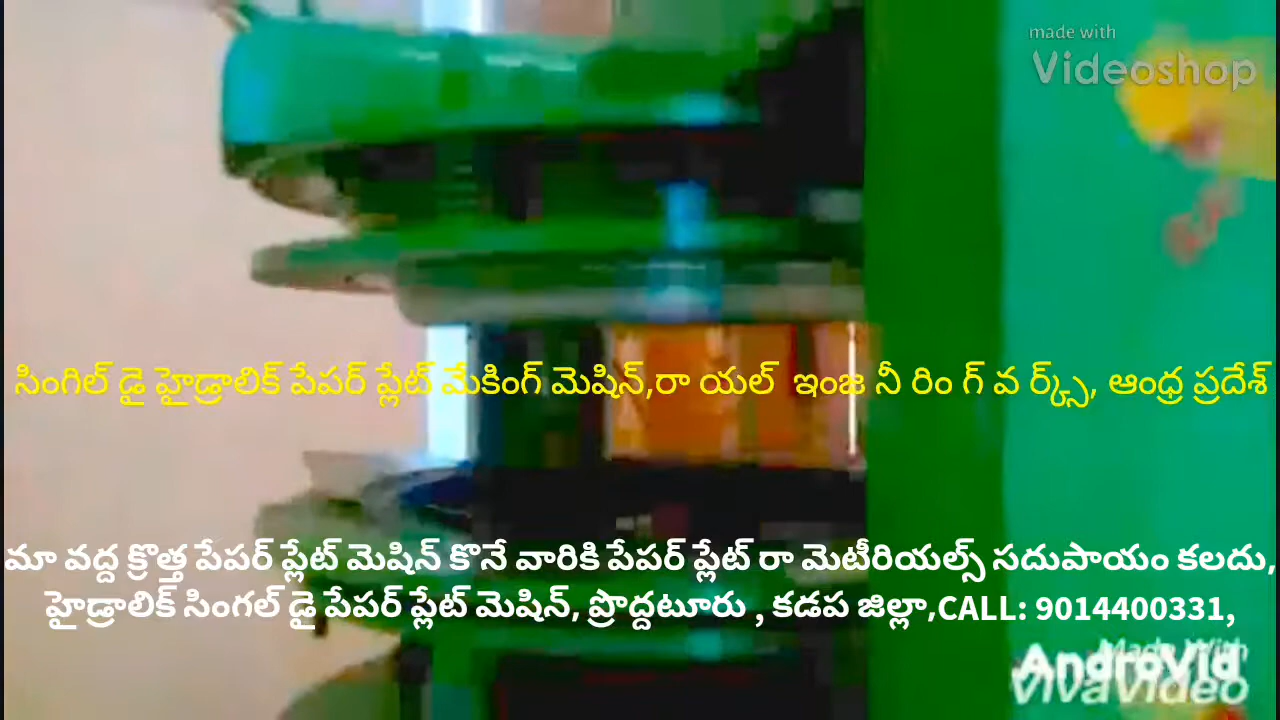 made with
Videoshop
సింగిల్ డై హైడ్రాలిక్ పేపర్ ప్లేట్ మేకింగ్ మెషిన్,రా యల్ ఇంజ నీ రిం గ్ వ ర్క్స్, ఆంధ్ర ప్రదేశ్
మా వద్ద క్రొత్త పేపర్ ప్లేట్ మెషిన్ కొనే వారికి పేపర్ ప్లేట్ రా మెటీరియల్స్ సదుపాయం కలదు,
హైడ్రాలిక్ సింగల్ డై పేపర్ ప్లేట్ మెషిన్, ప్రొద్దటూరు , కడప జిల్లా,CALL: 9014400331,
Made With
AndroVid
VivaVideo